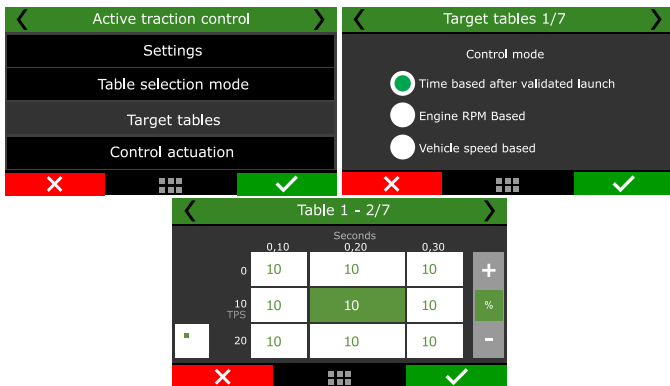 Active traction control
Settings
Table selection mode
Target tables
Control actuation
Target tables 1/7
Control mode
Time based after validated launch
Engine RPM Based
Vehicle speed based
Table 1 - 2/7
Seconds
0,10 0,20 0,30
0 10 10 10 +
10 10 10 10 %
TPS
20 10 10 10 -